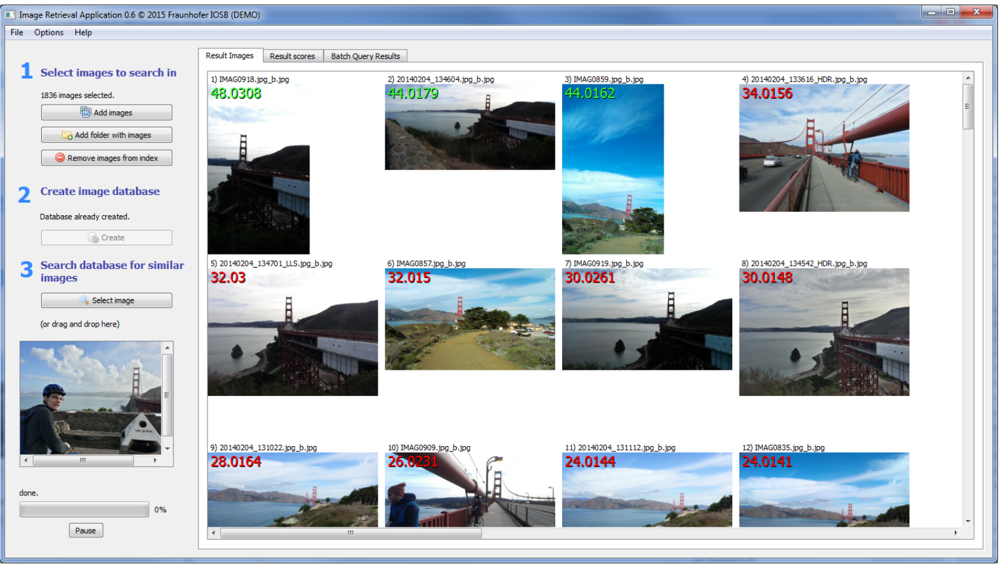 Image Retrieval Application 0.6 © 2015 Fraunhofer IOSB (DEMO)
File Options Help
1 Select images to search in
1836 images selected.
Add images
Add folder with images
Remove images from index
2 Create image database
Database already created.
Create
3 Search database for similar
images
Select image
(or drag and drop here)
done.
0%
Pause
Result Images Result scores Batch Query Results
1) IMAG0918.jpg_b.jpg 2) 20140204_134604.jpg_b.jpg 3) IMAG0859.jpg_b.jpg 4) 20140204_133616_HDR.jpg_b.jpg
48.0308 44.0179 44.0162 34.0156
5) 20140204_134701_LLS.jpg_b.jpg 6) IMAG0857.jpg_b.jpg 7) IMAG0919.jpg_b.jpg 8) 20140204_134542_HDR.jpg_b.jpg
32.03 32.015 30.0261 30.0148
9) 20140204_131022.jpg_b.jpg 10) IMAG0909.jpg_b.jpg 11) 20140204_131112.jpg_b.jpg 12) IMAG0835.jpg_b.jpg
28.0164 26.0231 24.0144 24.0141